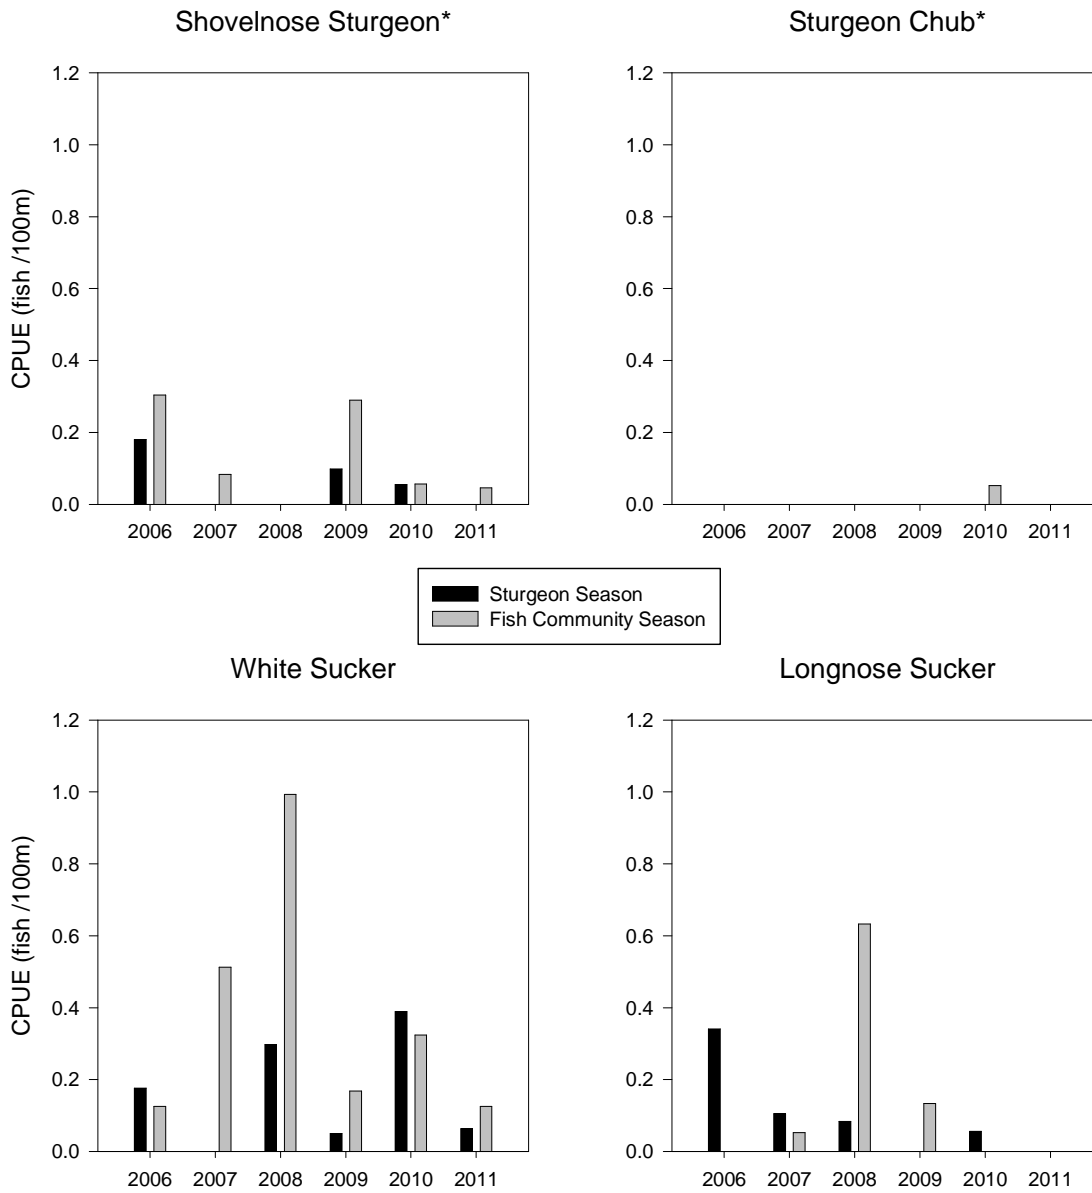 Shovelnose Sturgeon*
Sturgeon Chub*
CPUE (fish /100m)
1.2
1.0
0.8
0.6
0.4
0.2
0.0
2006 2007 2008 2009 2010 2011
1.2
1.0
0.8
0.6
0.4
0.2
0.0
2006 2007 2008 2009 2010 2011
Sturgeon Season
Fish Community Season
White Sucker
Longnose Sucker
CPUE (fish /100m)
1.2
1.0
0.8
0.6
0.4
0.2
0.0
2006 2007 2008 2009 2010 2011
1.2
1.0
0.8
0.6
0.4
0.2
0.0
2006 2007 2008 2009 2010 2011